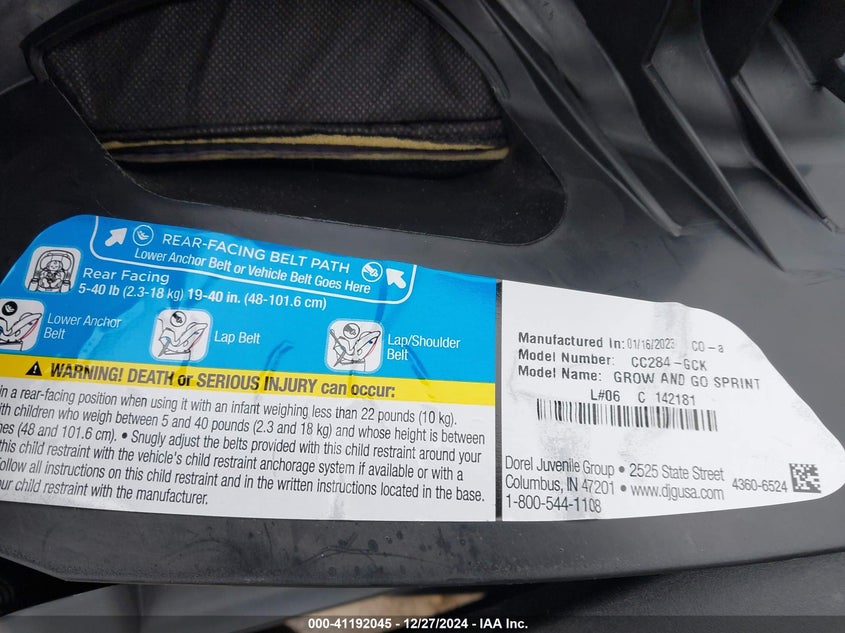 REAR-FACING BELT PATH
Lower Anchor Belt or Vehicle Belt Goes Here
Rear Facing
5-40 lb (2.3-18 kg) 19-40 in. (48-101.6 cm)
Lower Anchor
Belt
Lap Belt
Lap/Shoulder
Belt
WARNING! DEATH or SERIOUS INJURY can occur:
in a rear-facing position when using it with an infant weighing less than 22 pounds (10 kg).
children who weigh between 5 and 40 pounds (2.3 and 18 kg) and whose height is between
(48 and 101.6 cm). • Snugly adjust the belts provided with this child restraint around your
this child restraint with the vehicle's child restraint anchorage system if available or with a
ollow all instructions on this child restraint and in the written instructions located in the base.
ur child restraint with the manufacturer.
Manufactured In: 01/16/2023 CO-a
Model Number: CC284-GCK
Model Name: GROW AND GO SPRINT
L#06 C 142181
Dorel Juvenile Group • 2525 State Street
Columbus, IN 47201 • www.djgusa.com
1-800-544-1108
4360-6524
000-41192045 - 12/27/2024 - IAA Inc.